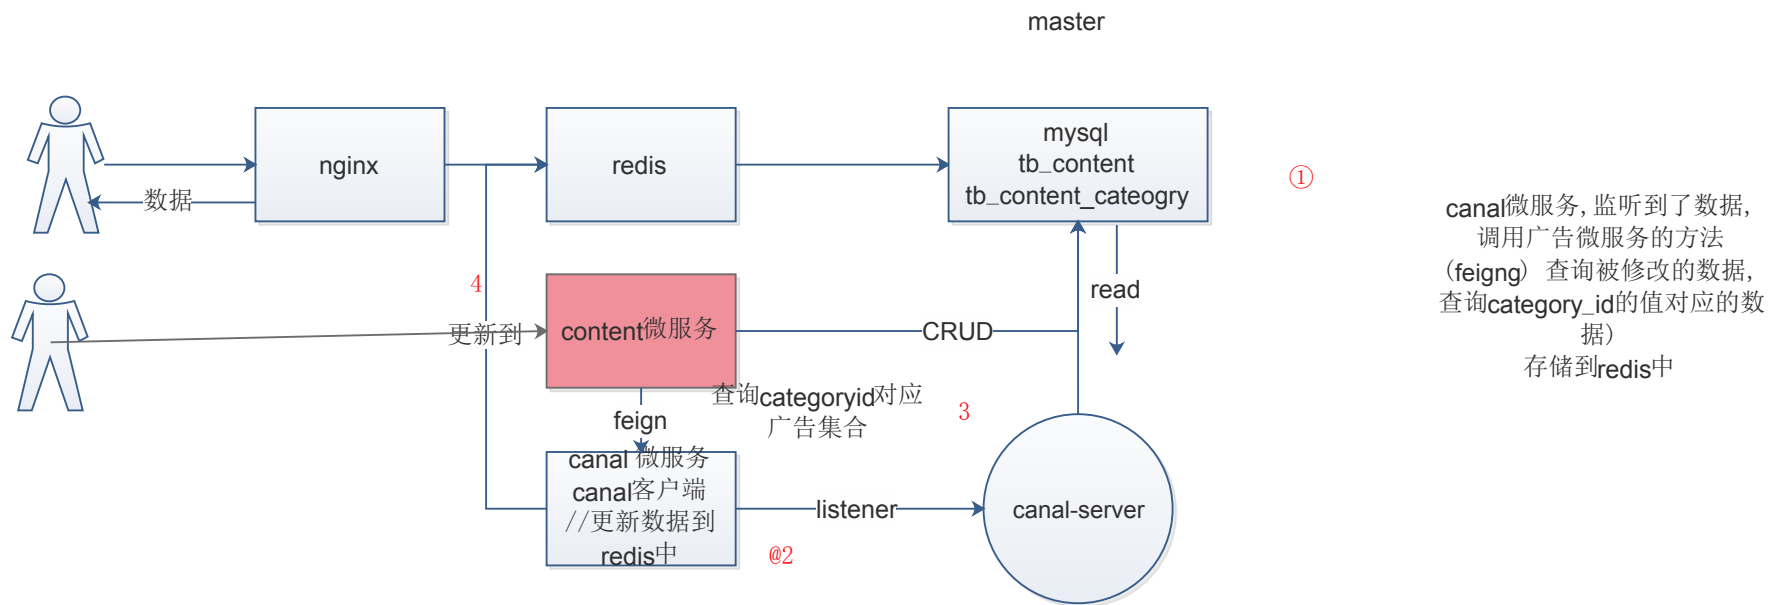 master
nginx
redis
mysql
tb_content
tb_content_cateogry
数据
①
canal微服务,监听到了数据,
调用广告微服务的方法
(feigng) 查询被修改的数据,
查询category_id的值对应的数
据)
存储到redis中
4
更新到
content微服务
CRUD
read
查询categoryid对应
广告集合
3
feign
canal 微服务
canal客户端
//更新数据到
redis中
listener
canal-server
@2